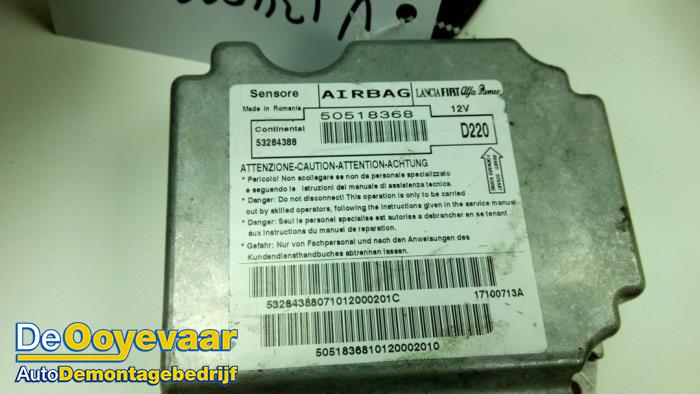 Sensore AIRBAG LANCIA FIAT Alfa Romeo
Made in Romania 50518368 12V
Continental
53284388
D220
ATTENZIONE-CAUTION-ATTENTION-ACHTUNG
* Pericolo! Non scollegare se non da personale specializzato
e seguendo le istruzioni del manuale di assistenza tecnica.
* Danger: Do not disconnect! This operation is only to be carried
out by skilled operators, following the instructions given in the service manual.
* Danger: Seul le personel specialise est autorise a debrancher en se tenant
aux instructions du manuel de reparation.
* Gefahr: Nur von Fachpersonal und nach den Anweisungen des
Kundendiensthandbuches abtrennen lassen.
53284388071012000201C 17100713A
5051836810120002010
De Ooyevaar
AutoDemontagebedrijf